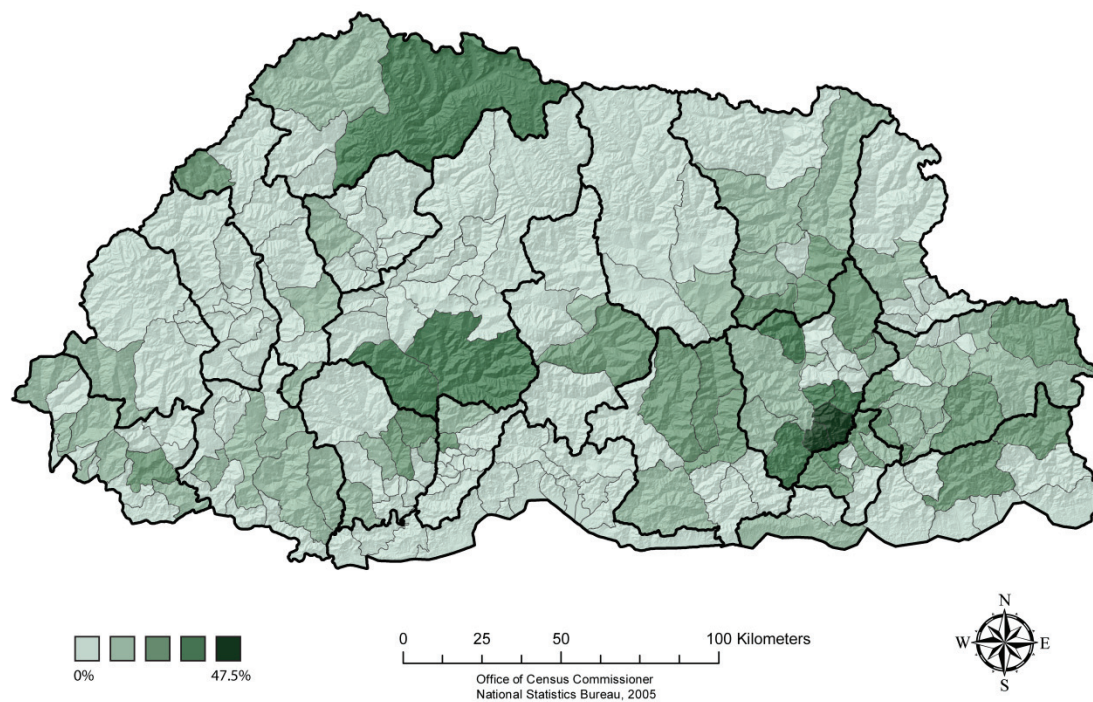 0%
47.5%
0
25
50
100 Kilometers
Office of Census Commissioner
National Statistics Bureau, 2005
N
W
E
S